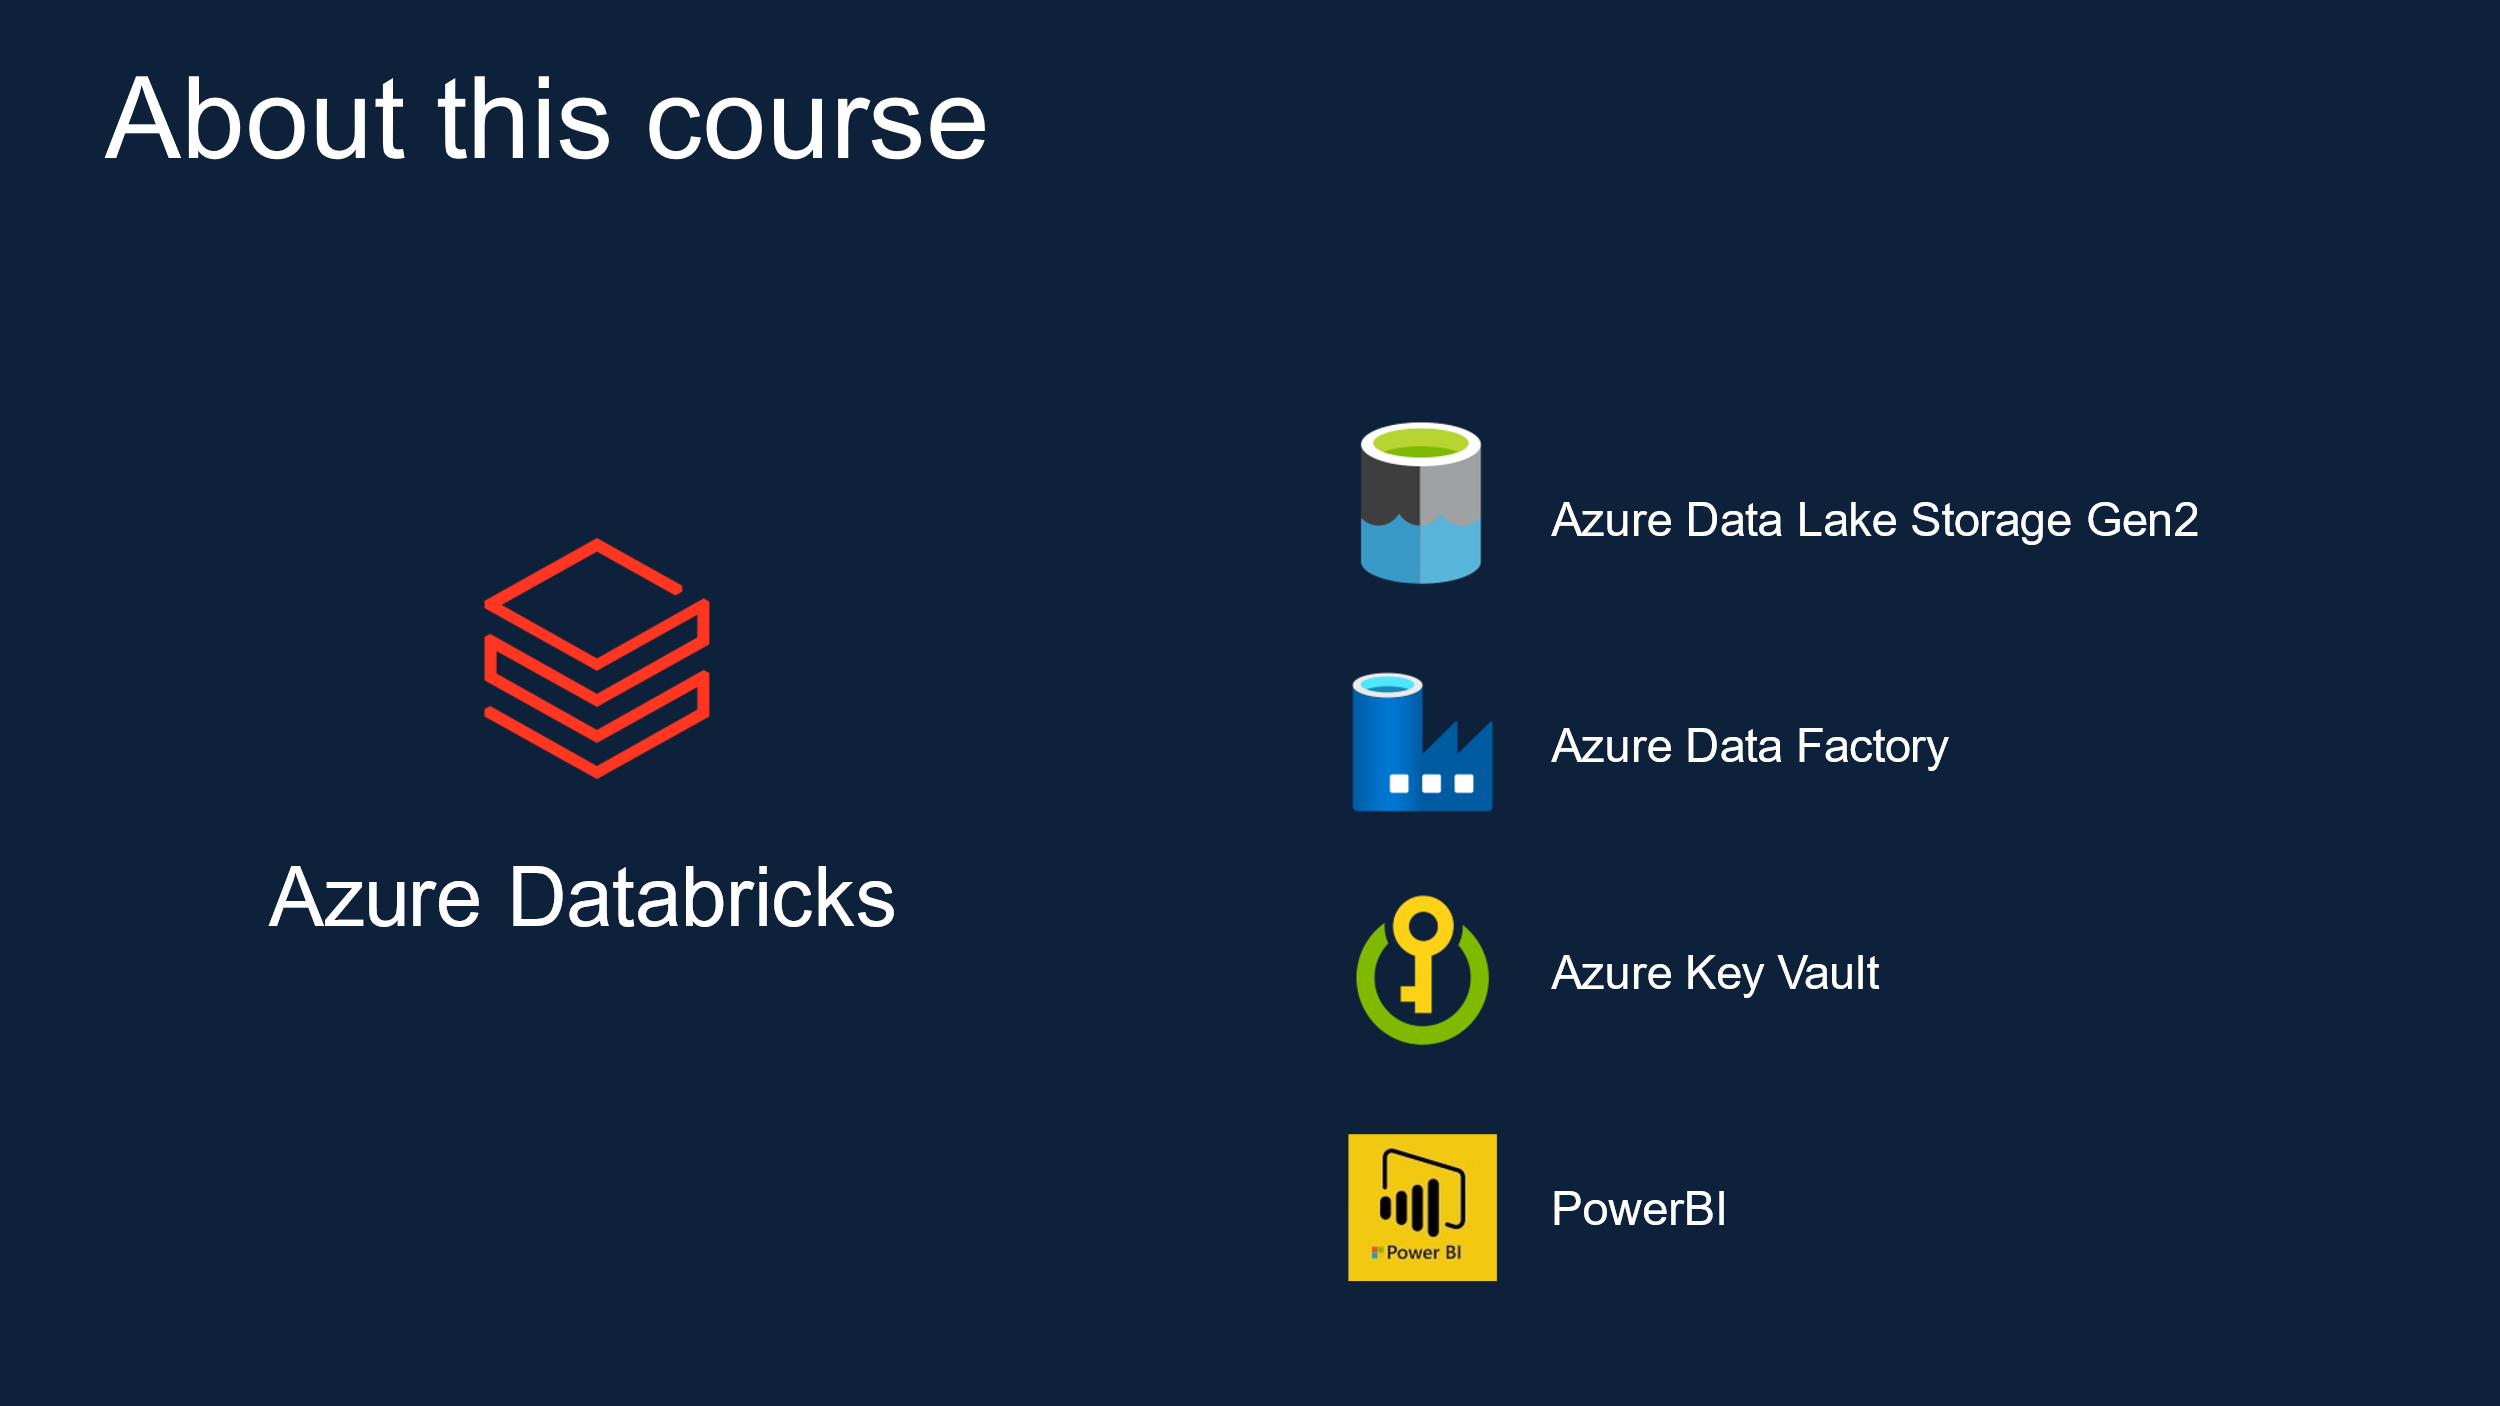 About this course
Azure Databricks
Azure Data Lake Storage Gen2
Azure Data Factory
Azure Key Vault
Power BI
PowerBI